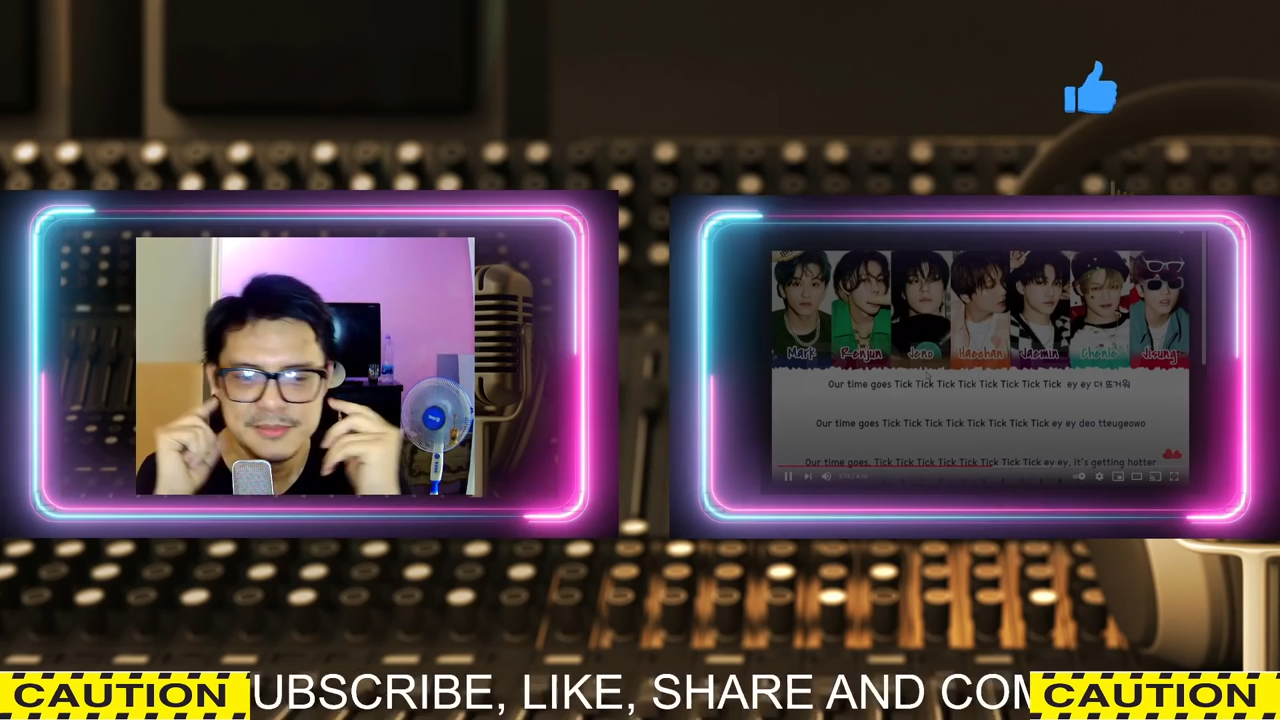 Mark Renjun Jeno Haechan Jaemin Chenle Jisung
Our time goes Tick Tick Tick Tick Tick Tick Tick Tick ey ey 더 뜨거워
Our time goes Tick Tick Tick Tick Tick Tick Tick Tick ey ey deo tteugeowo
Our time goes, Tick Tick Tick Tick Tick Tick Tick Tick ey ey, it's getting hotter
CAUTION UBSCRIBE, LIKE, SHARE AND COM CAUTION